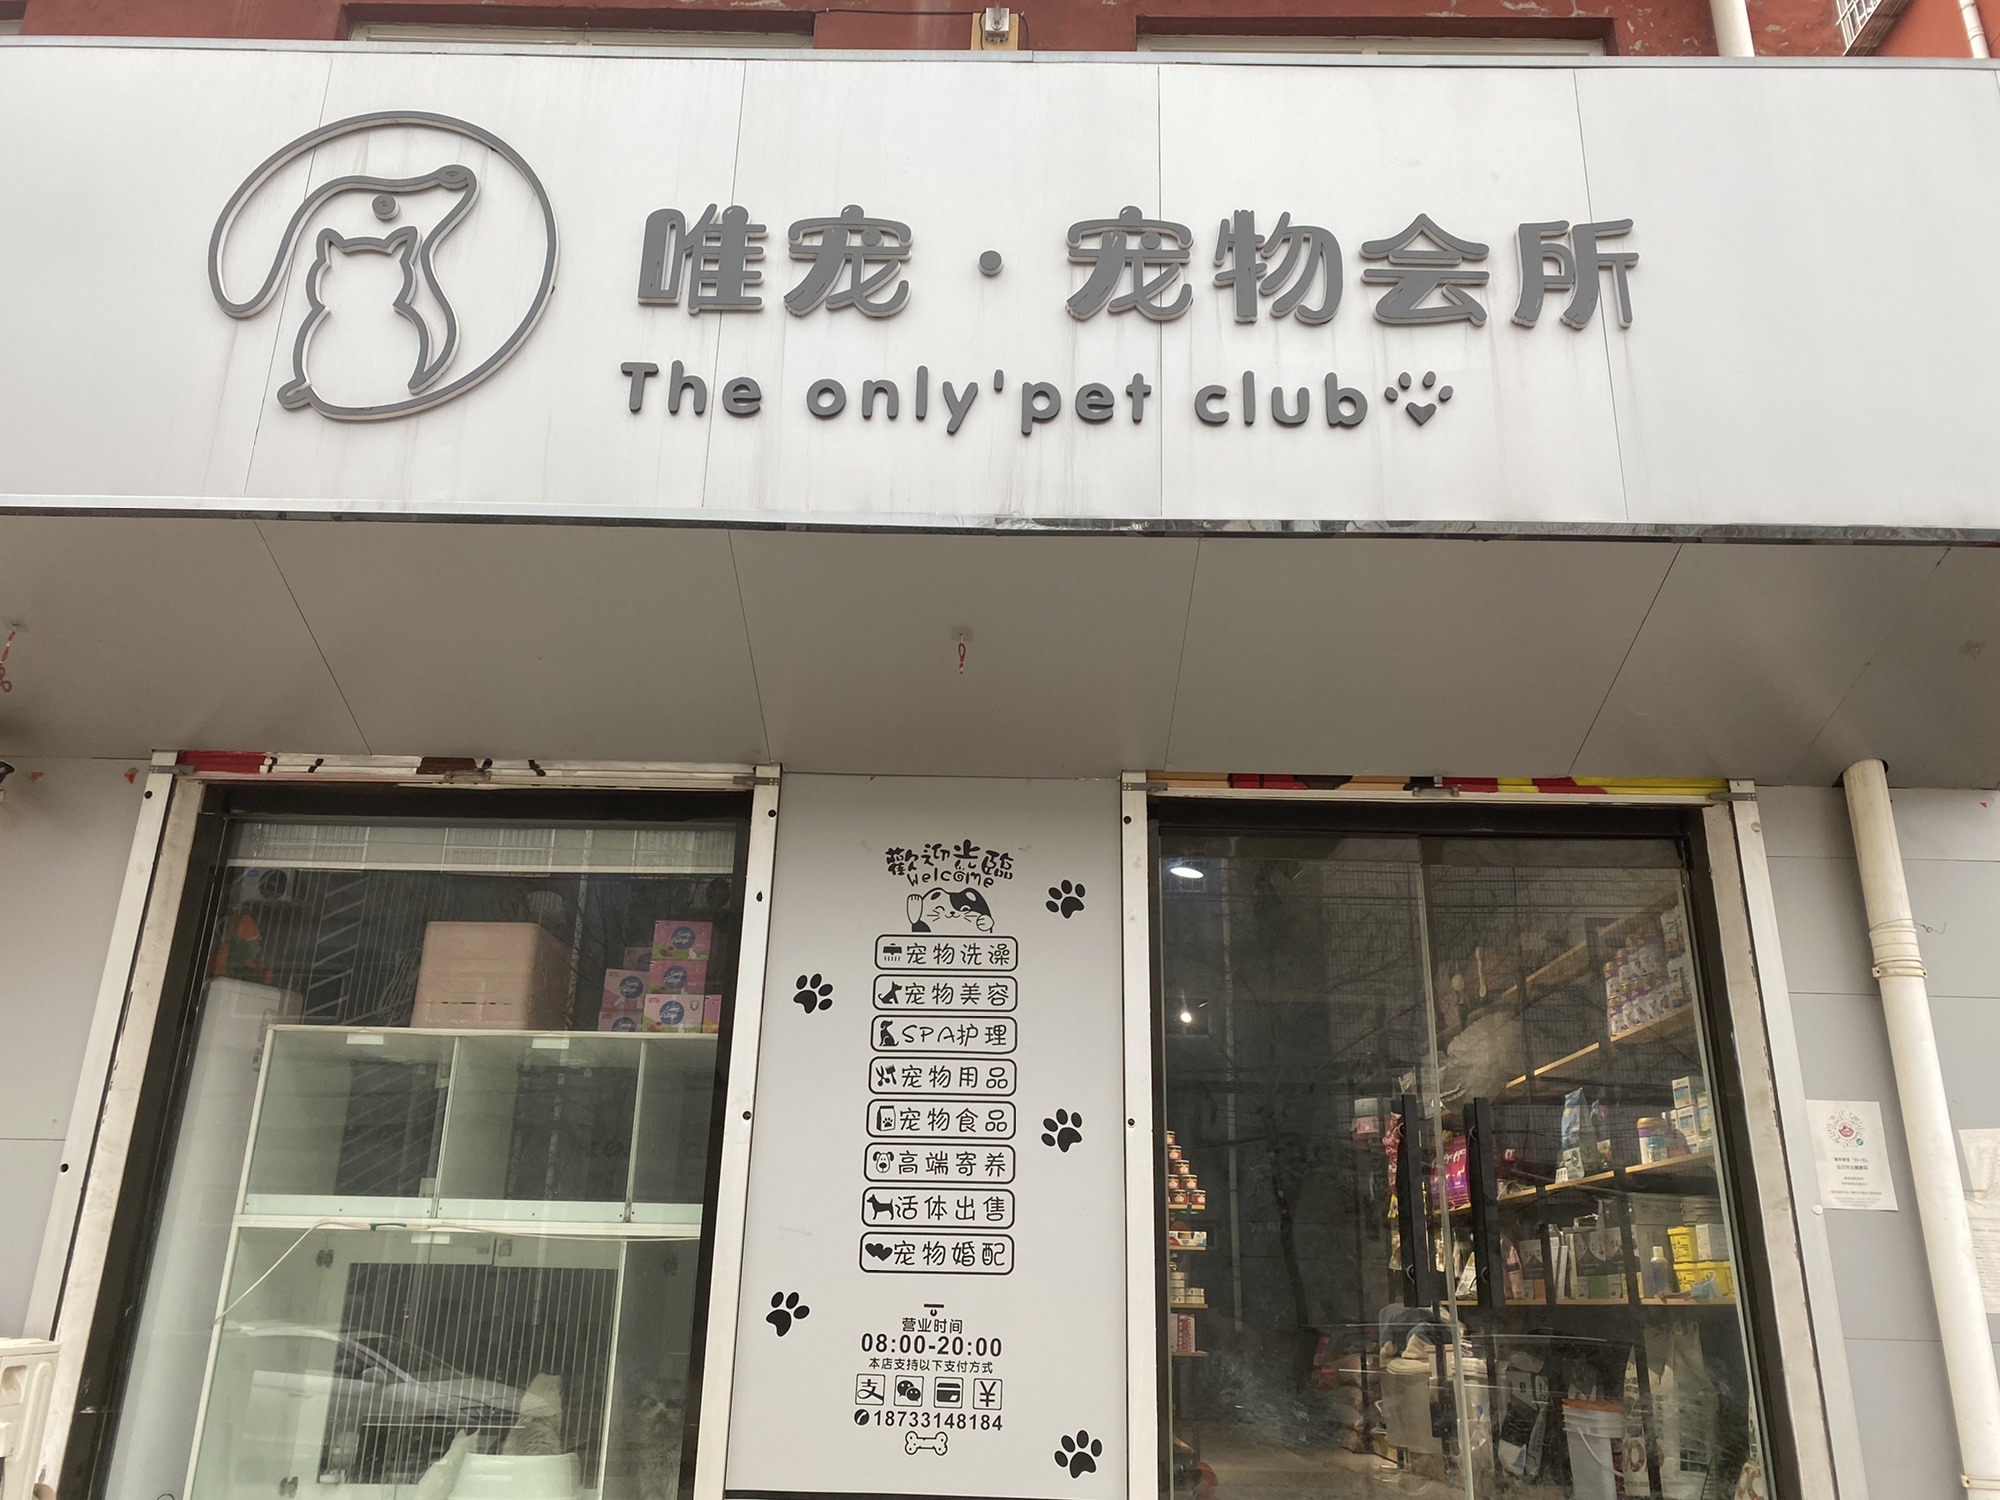 唯宠·宠物会所
The only'pet club
歡迎光臨
Welcome
宠物洗澡
宠物美容
SPA护理
宠物用品
宠物食品
高端寄养
活体出售
宠物婚配
营业时间
08:00-20:00
本店支持以下支付方式
支 ¥
18733148184